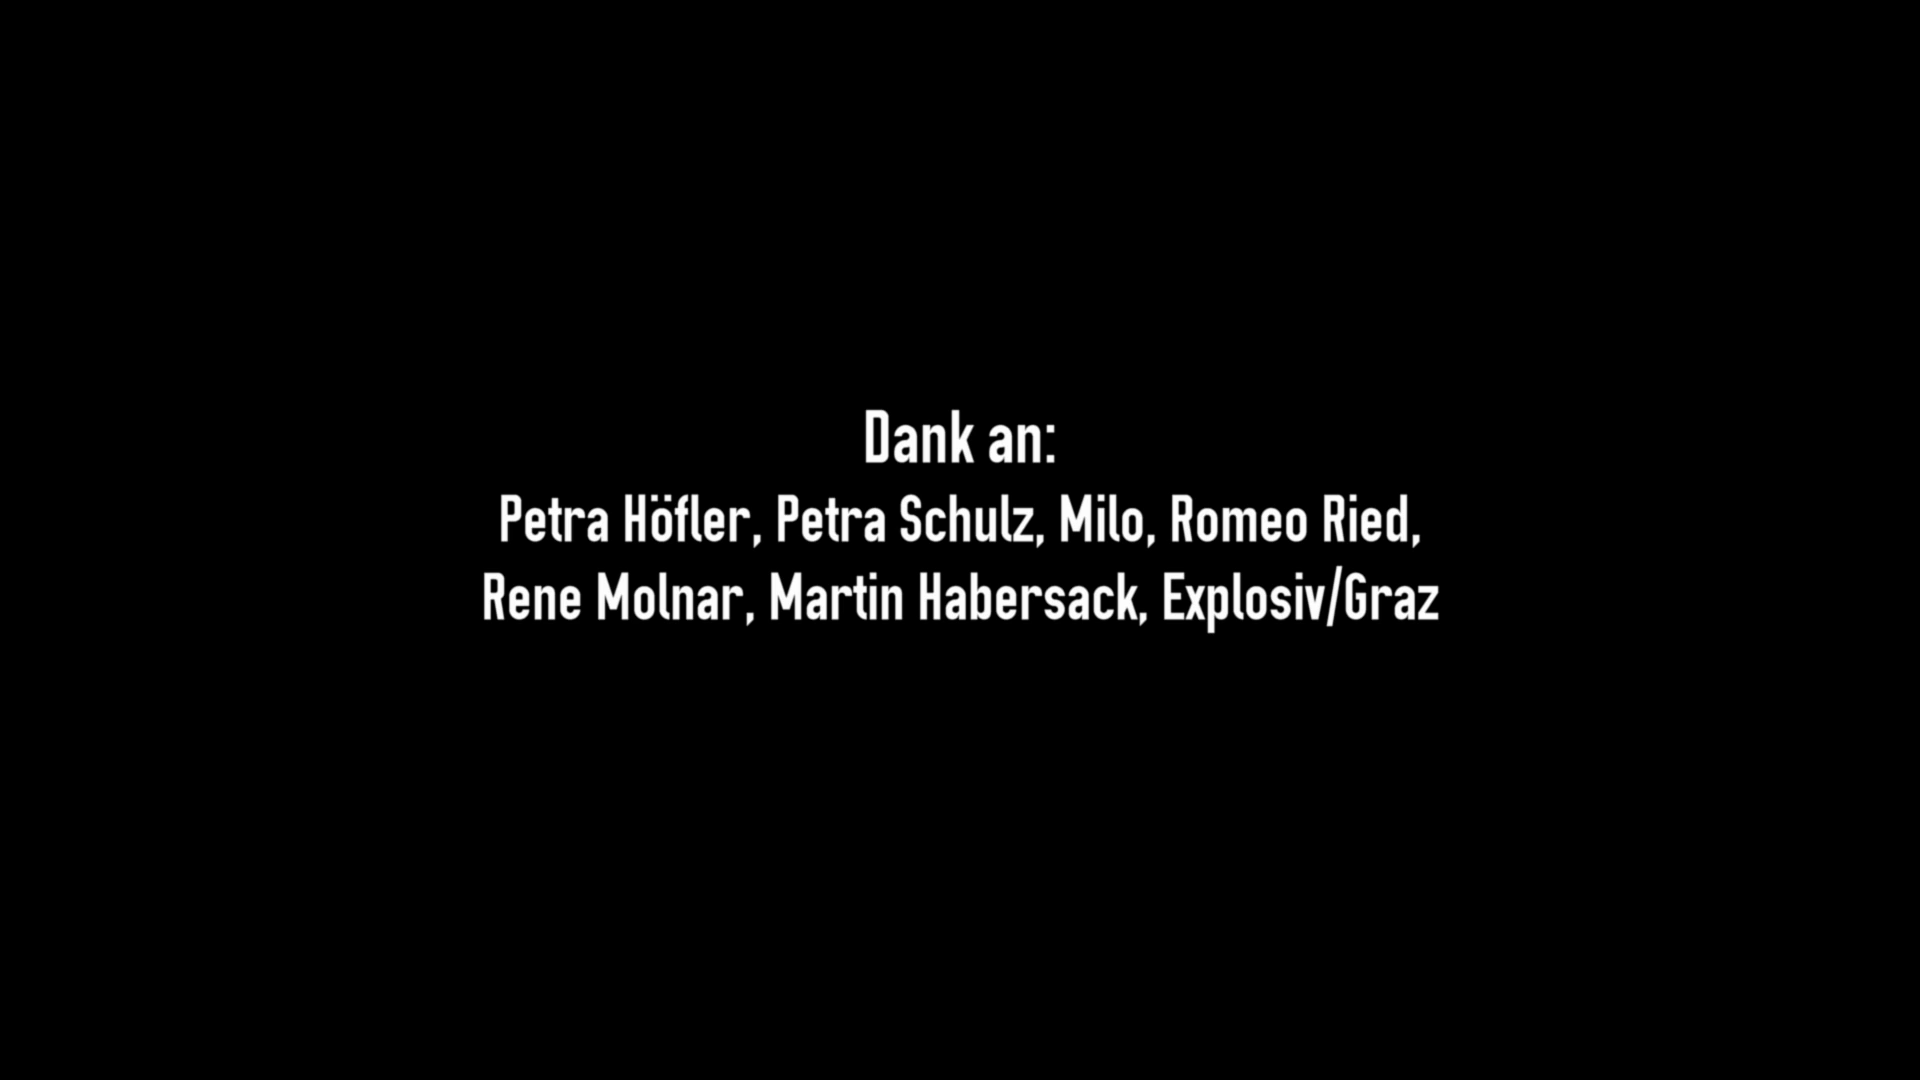 Dank an:
Petra Höfler, Petra Schulz, Milo, Romeo Ried,
Rene Molnar, Martin Habersack, Explosiv/Graz